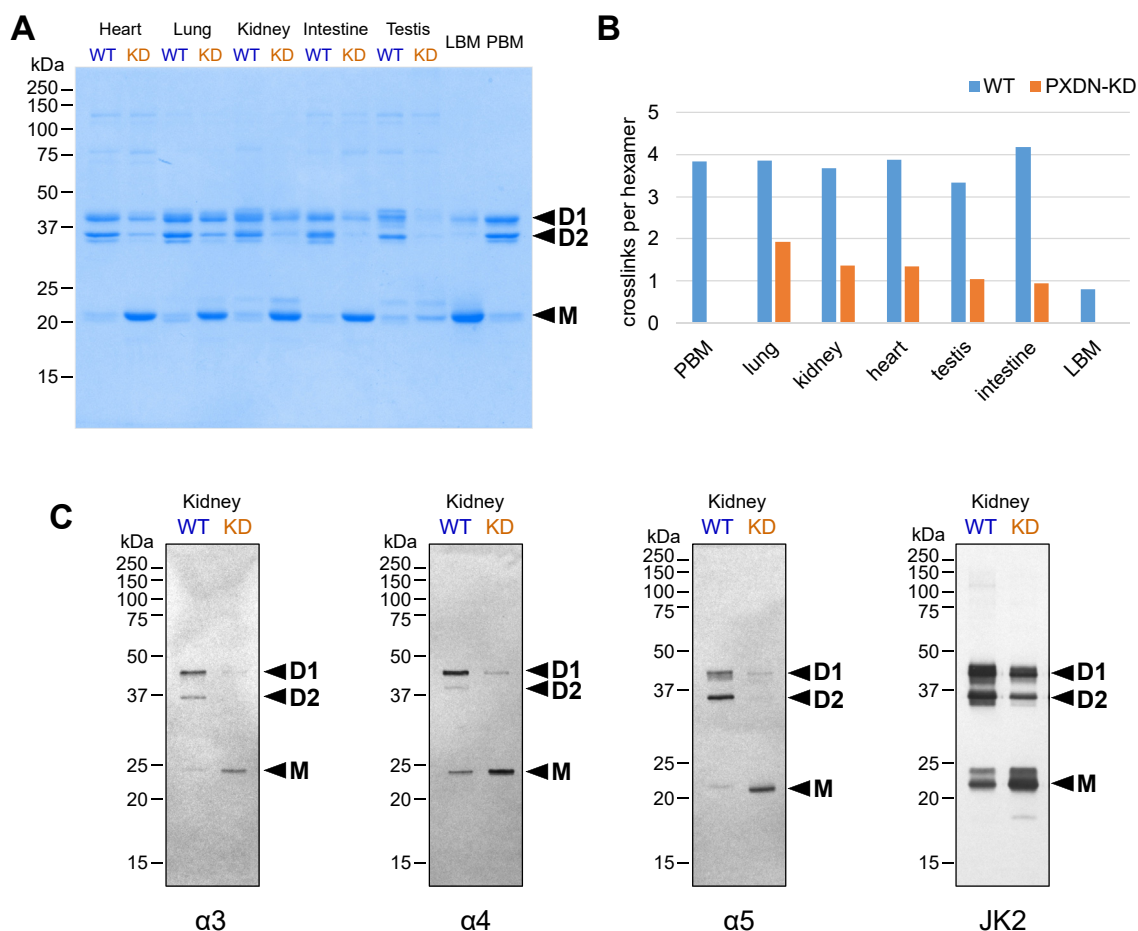 A
Heart Lung Kidney Intestine Testis LBM PBM
WT KD WT KD WT KD WT KD WT KD
kDa
250
150
100
75
50
37
25
20
15
D1
D2
M
B
WT PXDN-KD
crosslinks per hexamer
5
4
3
2
1
0
PBM lung kidney heart testis intestine LBM
C
Kidney
WT KD
kDa
250
150
100
75
50
37
25
20
15
D1
D2
M
α3
Kidney
WT KD
kDa
250
150
100
75
50
37
25
20
15
D1
D2
M
α4
Kidney
WT KD
kDa
250
150
100
75
50
37
25
20
15
D1
D2
M
α5
Kidney
WT KD
kDa
250
150
100
75
50
37
25
20
15
D1
D2
M
JK2